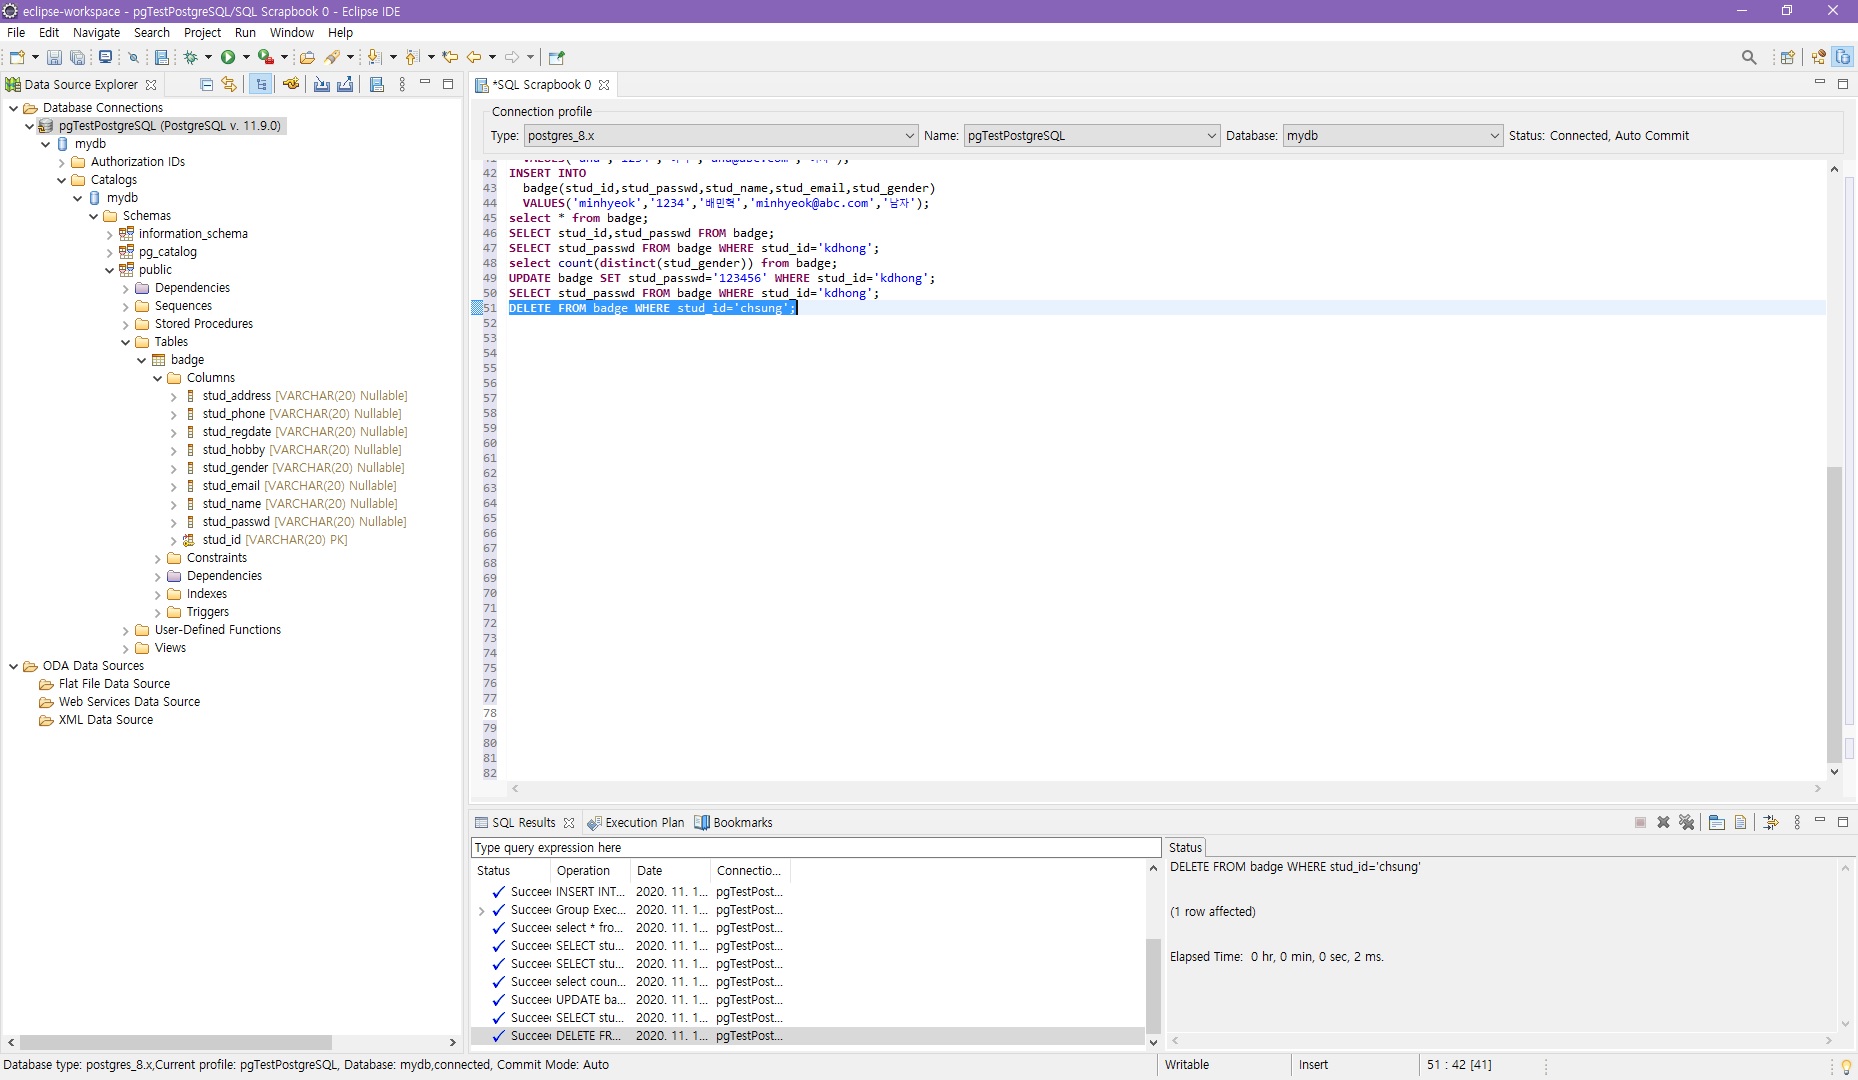 eclipse-workspace - pgTestPostgreSQL/SQL Scrapbook 0 - Eclipse IDE
File Edit Navigate Search Project Run Window Help
Data Source Explorer
Database Connections
pgTestPostgreSQL (PostgreSQL v. 11.9.0)
mydb
Authorization IDs
Catalogs
mydb
Schemas
information_schema
pg_catalog
public
Dependencies
Sequences
Stored Procedures
Tables
badge
Columns
stud_address [VARCHAR(20) Nullable]
stud_phone [VARCHAR(20) Nullable]
stud_regdate [VARCHAR(20) Nullable]
stud_hobby [VARCHAR(20) Nullable]
stud_gender [VARCHAR(20) Nullable]
stud_email [VARCHAR(20) Nullable]
stud_name [VARCHAR(20) Nullable]
stud_passwd [VARCHAR(20) Nullable]
stud_id [VARCHAR(20) PK]
Constraints
Dependencies
Indexes
Triggers
User-Defined Functions
Views
ODA Data Sources
Flat File Data Source
Web Services Data Source
XML Data Source
*SQL Scrapbook 0
Connection profile
Type: postgres_8.x Name: pgTestPostgreSQL Database: mydb Status: Connected, Auto Commit
42 INSERT INTO
43 badge(stud_id,stud_passwd,stud_name,stud_email,stud_gender)
44 VALUES('minhyeok','1234','배민혁','minhyeok@abc.com','남자');
45 select * from badge;
46 SELECT stud_id,stud_passwd FROM badge;
47 SELECT stud_passwd FROM badge WHERE stud_id='kdhong';
48 select count(distinct(stud_gender)) from badge;
49 UPDATE badge SET stud_passwd='123456' WHERE stud_id='kdhong';
50 SELECT stud_passwd FROM badge WHERE stud_id='kdhong';
51 DELETE FROM badge WHERE stud_id='chsung';
52
53
54
55
56
57
58
59
60
61
62
63
64
65
66
67
68
69
70
71
72
73
74
75
76
77
78
79
80
81
82
SQL Results Execution Plan Bookmarks
Type query expression here
Status Operation Date Connectio...
Succee INSERT INT... 2020. 11. 1... pgTestPost...
Succee Group Exec... 2020. 11. 1... pgTestPost...
Succee select * fro... 2020. 11. 1... pgTestPost...
Succee SELECT stu... 2020. 11. 1... pgTestPost...
Succee SELECT stu... 2020. 11. 1... pgTestPost...
Succee select coun... 2020. 11. 1... pgTestPost...
Succee UPDATE ba... 2020. 11. 1... pgTestPost...
Succee SELECT stu... 2020. 11. 1... pgTestPost...
Succee DELETE FR... 2020. 11. 1... pgTestPost...
Status
DELETE FROM badge WHERE stud_id='chsung'
(1 row affected)
Elapsed Time: 0 hr, 0 min, 0 sec, 2 ms.
Database type: postgres_8.x,Current profile: pgTestPostgreSQL, Database: mydb,connected, Commit Mode: Auto
Writable Insert 51 : 42 [41]